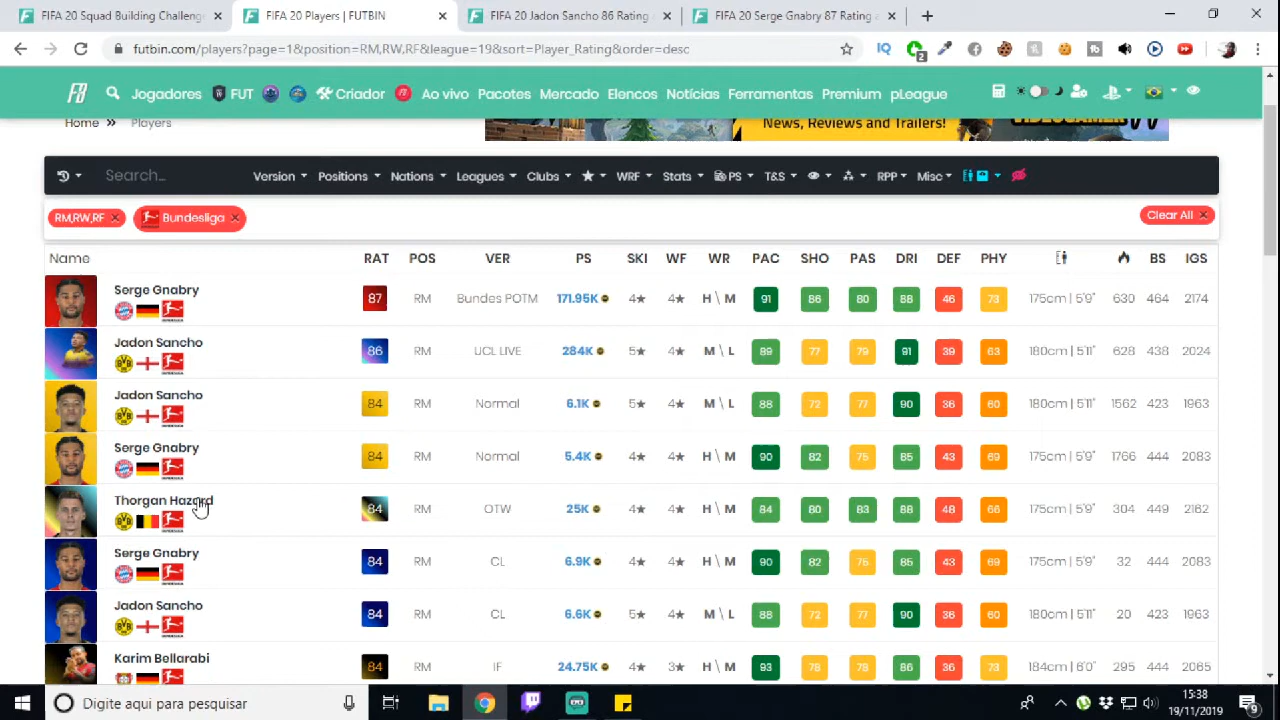 FIFA 20 Squad Building Challenge
FIFA 20 Players | FUTBIN
FIFA 20 Jadon Sancho 86 Rating
FIFA 20 Serge Gnabry 87 Rating a
futbin.com/players?page=1&position=RM,RW,RF&league=19&sort=Player_Rating&order=desc
IQ
2
F8 Jogadores FUT Criador Ao vivo Pacotes Mercado Elencos Notícias Ferramentas Premium pLeague
Home » Players
News, Reviews and Trailers!
Search... Version Positions Nations Leagues Clubs WRF Stats PS T&S RPP Misc
RM,RW,RF × Bundesliga × Clear All ×
Name RAT POS VER PS SKI WF WR PAC SHO PAS DRI DEF PHY BS IGS
Serge Gnabry 87 RM Bundes POTM 171.95K 4★ 4★ H \ M 91 86 80 88 46 73 175cm | 5'9" 630 464 2174
Jadon Sancho 86 RM UCL LIVE 284K 5★ 4★ M \ L 89 77 79 91 39 63 180cm | 5'11" 628 438 2024
Jadon Sancho 84 RM Normal 6.1K 5★ 4★ M \ L 88 72 77 90 36 60 180cm | 5'11" 1562 423 1963
Serge Gnabry 84 RM Normal 5.4K 4★ 4★ H \ M 90 82 75 85 43 69 175cm | 5'9" 1766 444 2083
Thorgan Hazard 84 RM OTW 25K 4★ 4★ H \ M 84 80 83 88 48 66 175cm | 5'9" 304 449 2162
Serge Gnabry 84 RM CL 6.9K 4★ 4★ H \ M 90 82 75 85 43 69 175cm | 5'9" 32 444 2083
Jadon Sancho 84 RM CL 6.6K 5★ 4★ M \ L 88 72 77 90 36 60 180cm | 5'11" 20 423 1963
Karim Bellarabi 84 RM IF 24.75K 4★ 3★ H \ M 93 78 78 86 36 73 184cm | 6'0" 295 444 2065
Digite aqui para pesquisar
15:38
19/11/2019
9